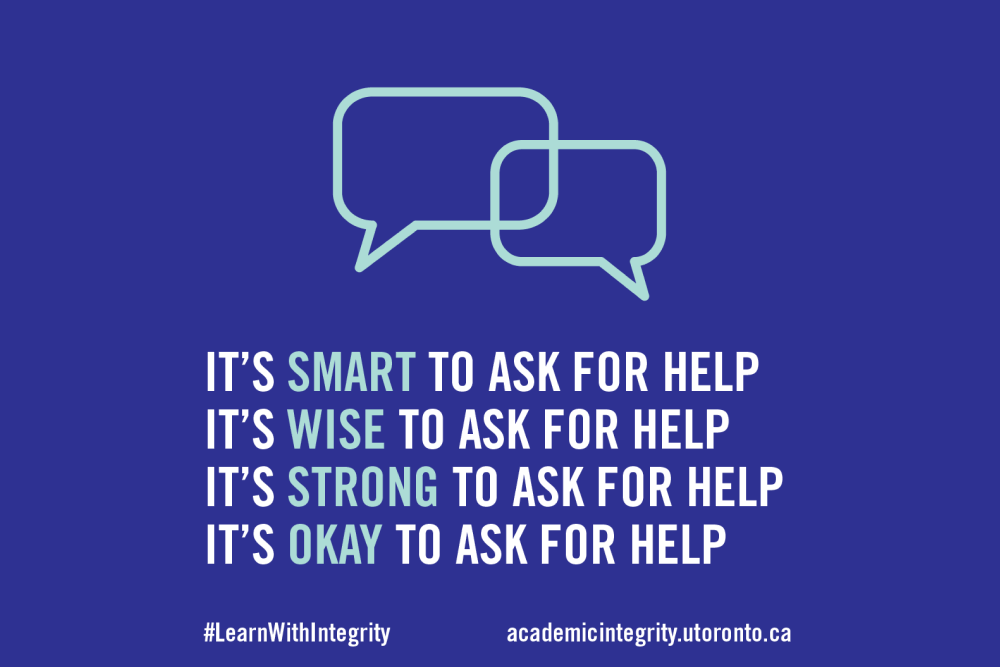 IT’S SMART TO ASK FOR HELP
IT’S WISE TO ASK FOR HELP
IT’S STRONG TO ASK FOR HELP
IT’S OKAY TO ASK FOR HELP
#LearnWithIntegrity academicintegrity.utoronto.ca